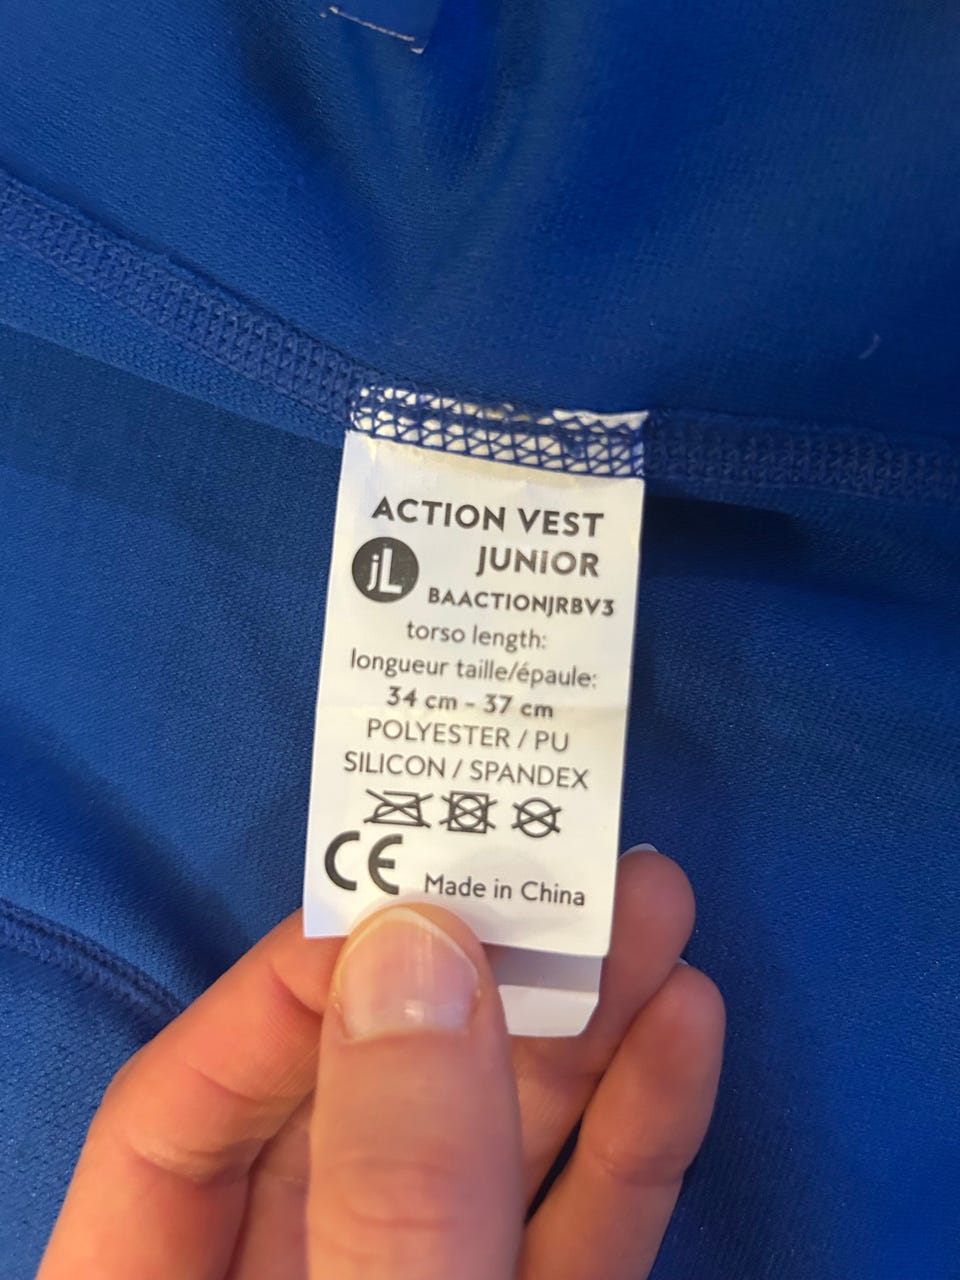 ACTION VEST
JUNIOR
jL
BAACTIONJRBV3
torso length:
longueur taille/épaule:
34 cm - 37 cm
POLYESTER / PU
SILICON / SPANDEX
CE
Made in China